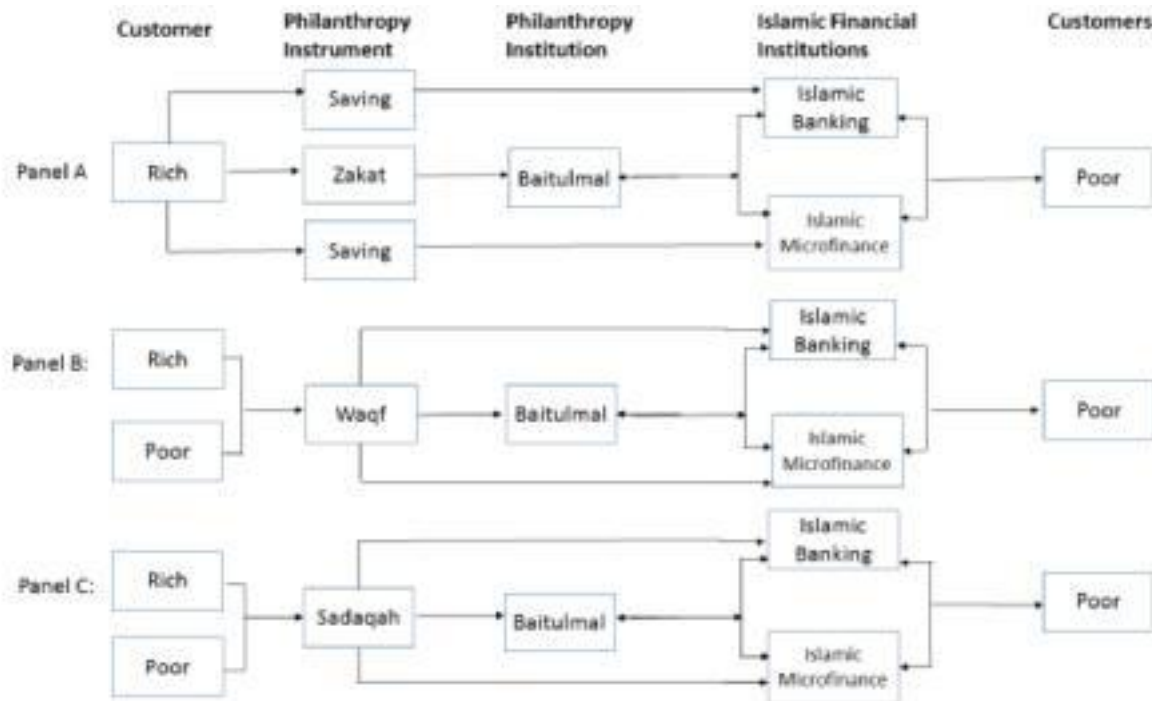 Customer
Philanthropy
Instrument
Philanthropy
Institution
Islamic Financial
Institutions
Customers
Panel A
Rich
Saving
Zakat
Saving
Baitulmal
Islamic
Banking
Islamic
Microfinance
Poor
Panel B:
Rich
Poor
Waqf
Baitulmal
Islamic
Banking
Islamic
Microfinance
Poor
Panel C:
Rich
Poor
Sadaqah
Baitulmal
Islamic
Banking
Islamic
Microfinance
Poor